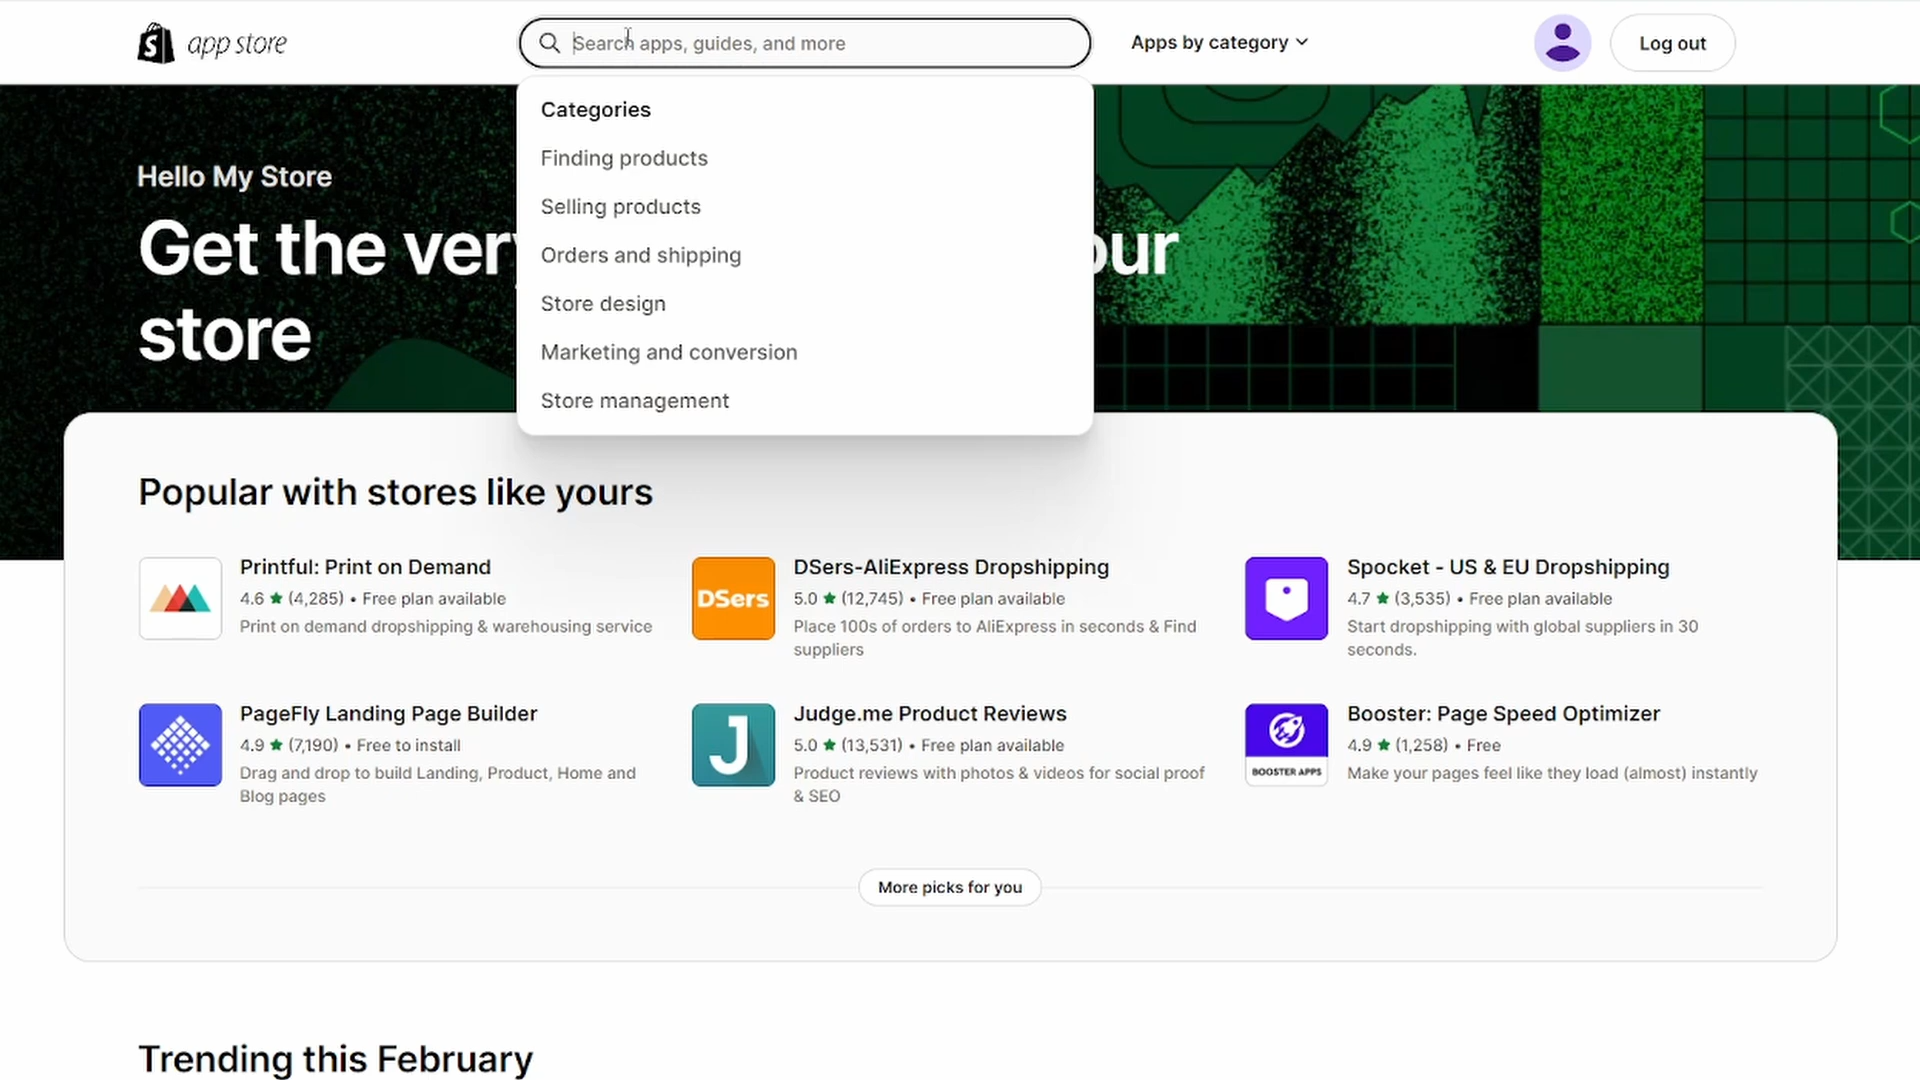 app store
Search apps, guides, and more
Apps by category
Log out
Categories
Finding products
Selling products
Orders and shipping
Store design
Marketing and conversion
Store management
Hello My Store
Get the very our
store
Popular with stores like yours
Printful: Print on Demand
4.6 ★ (4,285) • Free plan available
Print on demand dropshipping & warehousing service
DSers
DSers-AliExpress Dropshipping
5.0 ★ (12,745) • Free plan available
Place 100s of orders to AliExpress in seconds & Find
suppliers
Spocket - US & EU Dropshipping
4.7 ★ (3,535) • Free plan available
Start dropshipping with global suppliers in 30
seconds.
PageFly Landing Page Builder
4.9 ★ (7,190) • Free to install
Drag and drop to build Landing, Product, Home and
Blog pages
J
Judge.me Product Reviews
5.0 ★ (13,531) • Free plan available
Product reviews with photos & videos for social proof
& SEO
BOOSTER APPS
Booster: Page Speed Optimizer
4.9 ★ (1,258) • Free
Make your pages feel like they load (almost) instantly
More picks for you
Trending this February